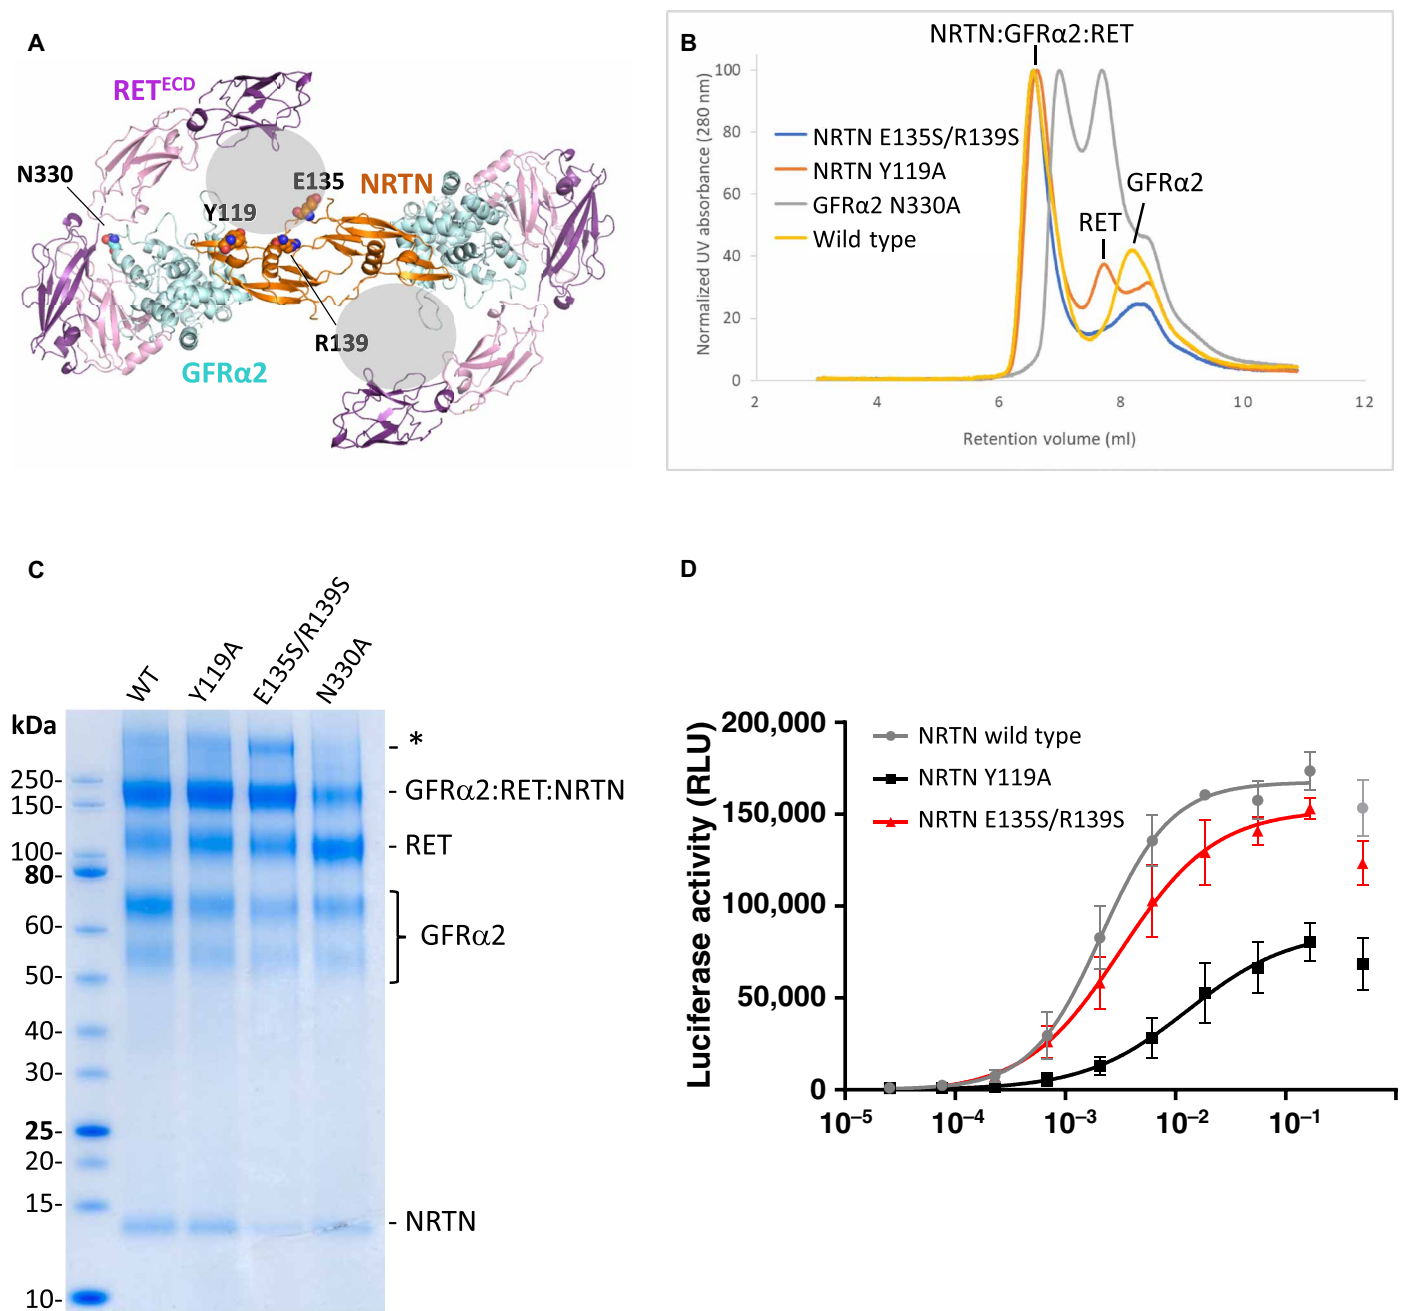 A
RETECD
N330
E135
NRTN
Y119
R139
GFRα2
B
NRTN:GFRα2:RET
Normalized UV absorbance (280 nm)
100
80
60
40
20
0
NRTN E135S/R139S
NRTN Y119A
GFRα2 N330A
Wild type
GFRα2
RET
2 4 6 8 10 12
Retention volume (ml)
C
WT Y119A E135S/R139S N330A
kDa
250-
150-
100-
80-
60-
50-
40-
30-
25-
20-
15-
10-
- *
- GFRα2:RET:NRTN
- RET
- GFRα2
- NRTN
D
Luciferase activity (RLU)
200,000
150,000
100,000
50,000
0
NRTN wild type
NRTN Y119A
NRTN E135S/R139S
10–5 10–4 10–3 10–2 10–1